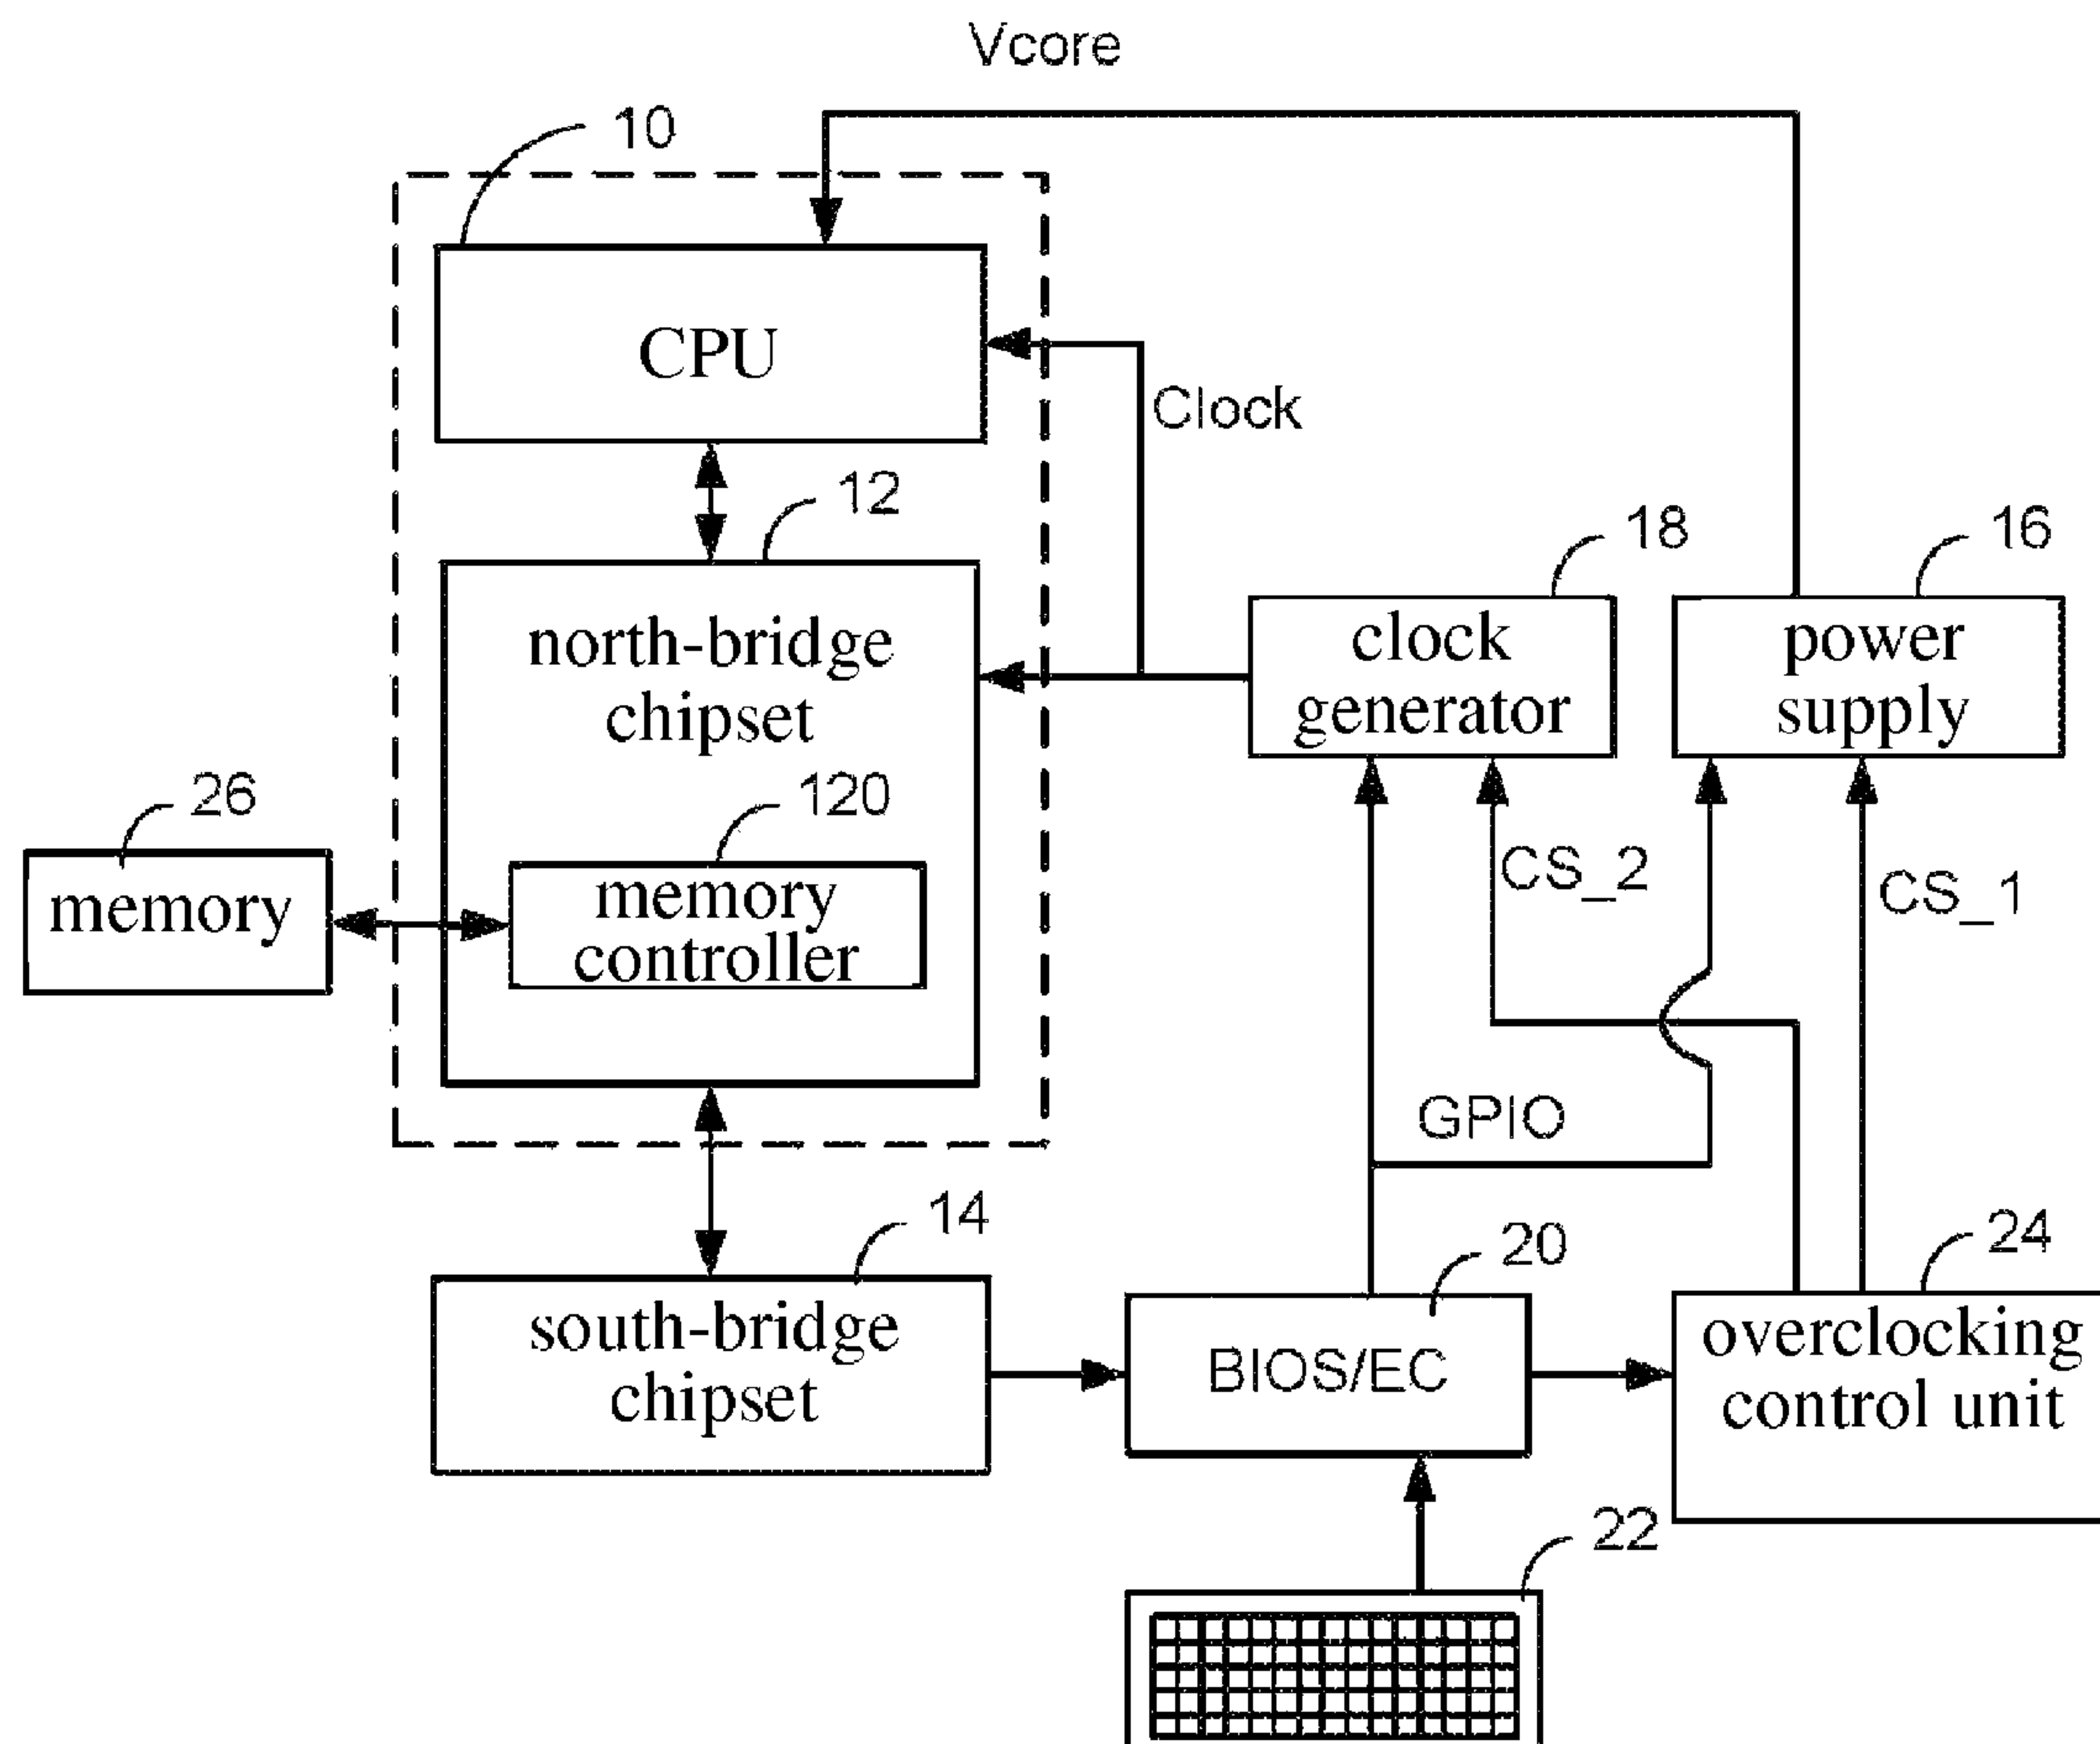 Vcore
10
CPU
Clock
12
18
16
north-bridge
chipset
clock
generator
power
supply
26
120
memory
memory
controller
CS_2
CS_1
GPIO
14
20
24
south-bridge
chipset
BIOS/EC
overclocking
control unit
22